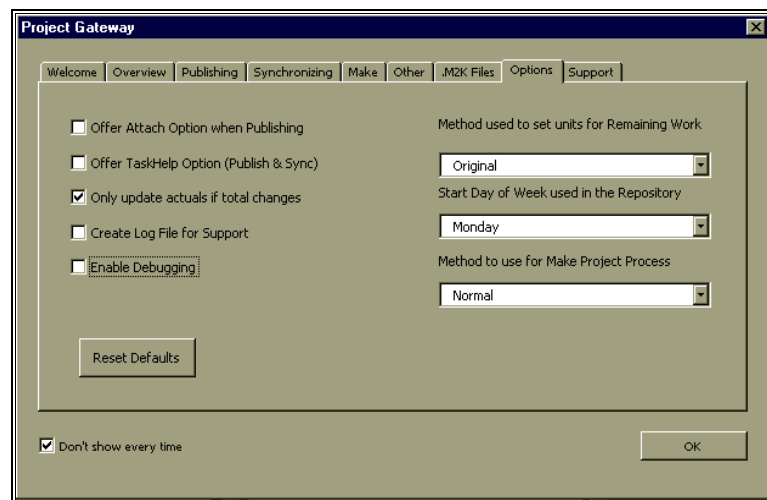 Project Gateway
Welcome Overview Publishing Synchronizing Make Other .M2K Files Options Support
Offer Attach Option when Publishing
Offer TaskHelp Option (Publish & Sync)
Only update actuals if total changes
Create Log File for Support
Enable Debugging
Reset Defaults
Method used to set units for Remaining Work
Original
Start Day of Week used in the Repository
Monday
Method to use for Make Project Process
Normal
Don't show every time
OK